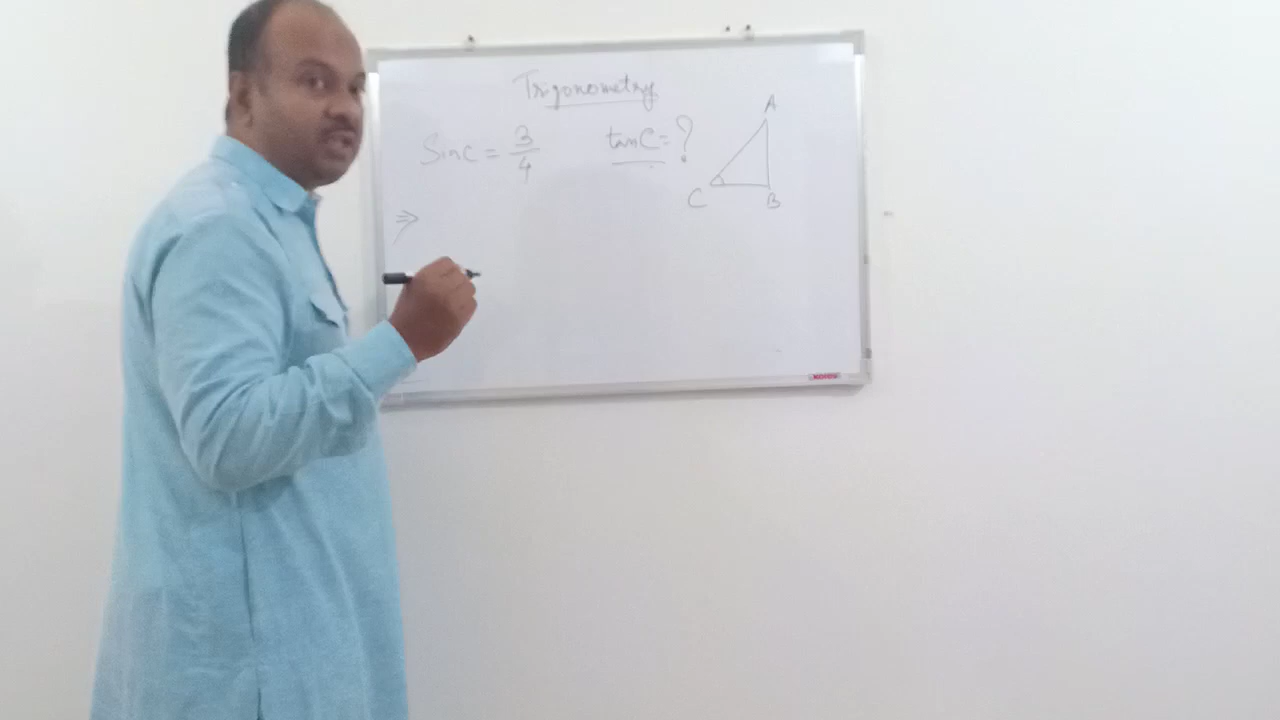 Trigonometry
Sin C = 3/4 tan C = ?
A
C B
⇒